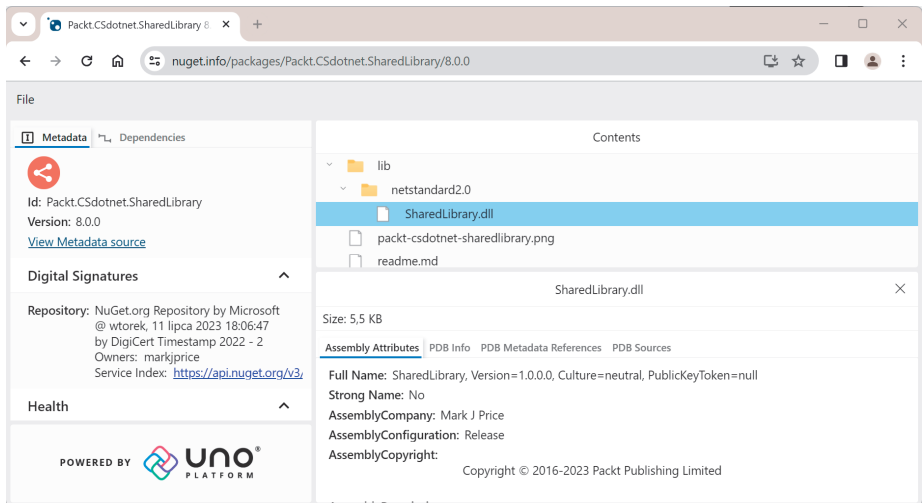 Packt.CSdotnet.SharedLibrary 8.
nuget.info/packages/Packt.CSdotnet.SharedLibrary/8.0.0
File
Metadata Dependencies
Id: Packt.CSdotnet.SharedLibrary
Version: 8.0.0
View Metadata source
Digital Signatures
Repository: NuGet.org Repository by Microsoft
@ wtorek, 11 lipca 2023 18:06:47
by DigiCert Timestamp 2022 - 2
Owners: markjprice
Service Index: https://api.nuget.org/v3/
Health
POWERED BY UNO
PLATFORM
Contents
lib
netstandard2.0
SharedLibrary.dll
packt-csdotnet-sharedlibrary.png
readme.md
SharedLibrary.dll
Size: 5,5 KB
Assembly Attributes PDB Info PDB Metadata References PDB Sources
Full Name: SharedLibrary, Version=1.0.0.0, Culture=neutral, PublicKeyToken=null
Strong Name: No
AssemblyCompany: Mark J Price
AssemblyConfiguration: Release
AssemblyCopyright:
Copyright © 2016-2023 Packt Publishing Limited